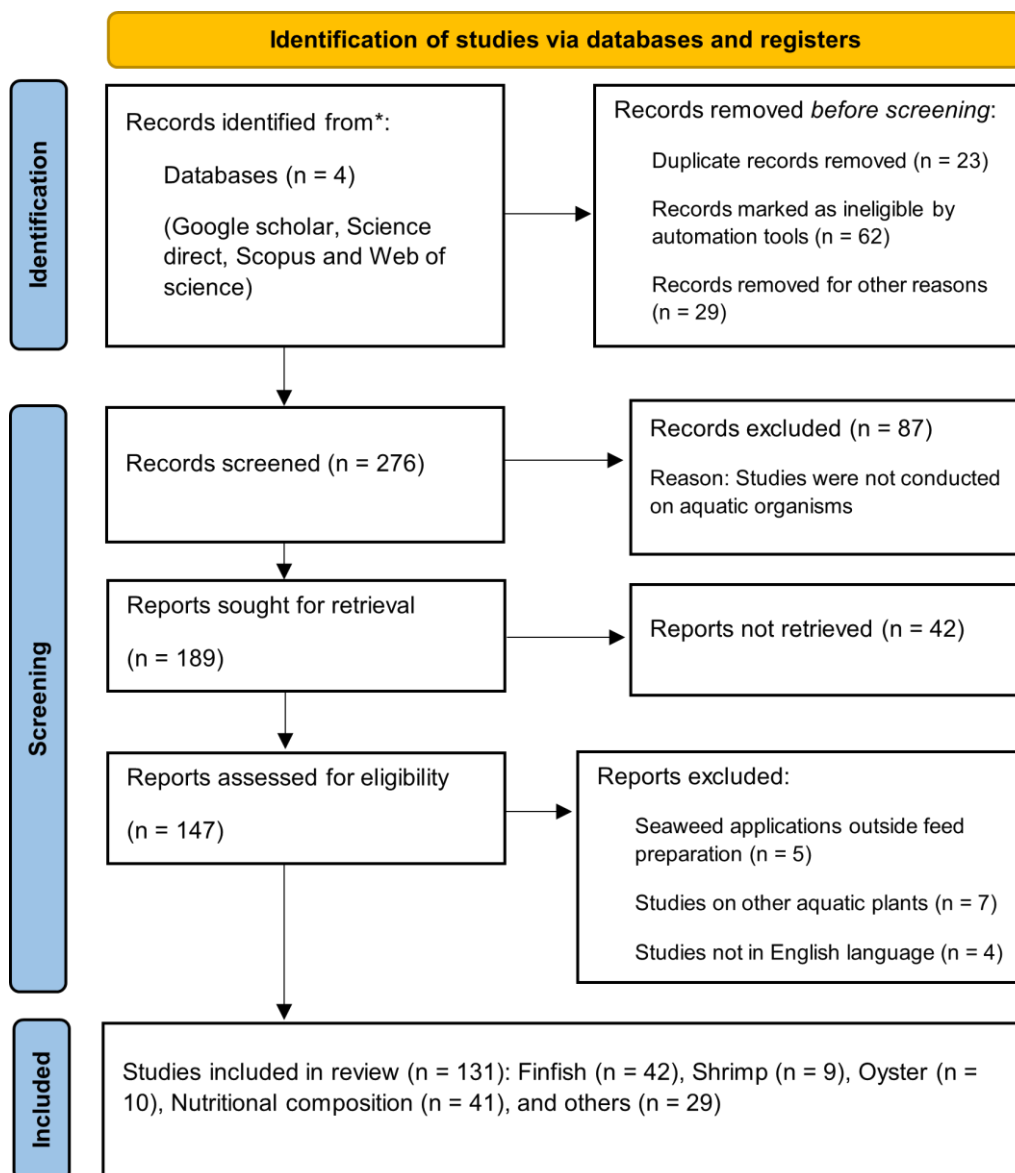 Identification of studies via databases and registers
Identification
Records identified from*:
Databases (n = 4)
(Google scholar, Science
direct, Scopus and Web of
science)
Records removed before screening:
Duplicate records removed (n = 23)
Records marked as ineligible by
automation tools (n = 62)
Records removed for other reasons
(n = 29)
Screening
Records screened (n = 276)
Records excluded (n = 87)
Reason: Studies were not conducted
on aquatic organisms
Reports sought for retrieval
(n = 189)
Reports not retrieved (n = 42)
Reports assessed for eligibility
(n = 147)
Reports excluded:
Seaweed applications outside feed
preparation (n = 5)
Studies on other aquatic plants (n = 7)
Studies not in English language (n = 4)
Included
Studies included in review (n = 131): Finfish (n = 42), Shrimp (n = 9), Oyster (n =
10), Nutritional composition (n = 41), and others (n = 29)